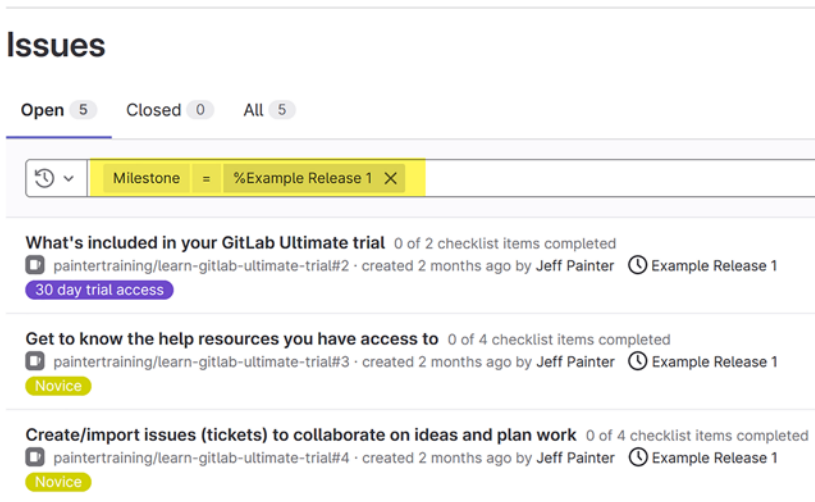 Issues
Open 5 Closed 0 All 5
Milestone = %Example Release 1
What's included in your GitLab Ultimate trial 0 of 2 checklist items completed
paintertraining/learn-gitlab-ultimate-trial#2 · created 2 months ago by Jeff Painter Example Release 1
30 day trial access
Get to know the help resources you have access to 0 of 4 checklist items completed
paintertraining/learn-gitlab-ultimate-trial#3 · created 2 months ago by Jeff Painter Example Release 1
Novice
Create/import issues (tickets) to collaborate on ideas and plan work 0 of 4 checklist items completed
paintertraining/learn-gitlab-ultimate-trial#4 · created 2 months ago by Jeff Painter Example Release 1
Novice